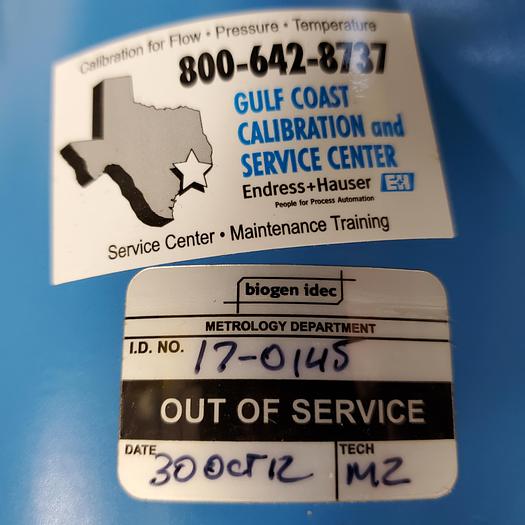 Calibration for Flow • Pressure • Temperature
800-642-8737
GULF COAST
CALIBRATION and
SERVICE CENTER
Endress+Hauser E+H
People for Process Automation
Service Center • Maintenance Training
biogen idec
METROLOGY DEPARTMENT
I.D. NO. 17-0145
OUT OF SERVICE
DATE 30 OCT 12 TECH MZ